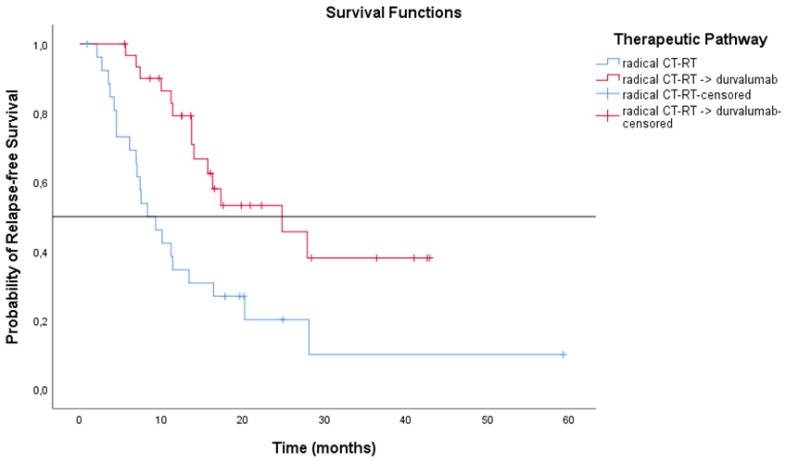 Survival Functions
Therapeutic Pathway
radical CT-RT
radical CT-RT -> durvalumab
radical CT-RT-censored
radical CT-RT -> durvalumab-
censored
Probability of Relapse-free Survival
1,0
0,8
0,6
0,4
0,2
0,0
0 10 20 30 40 50 60
Time (months)